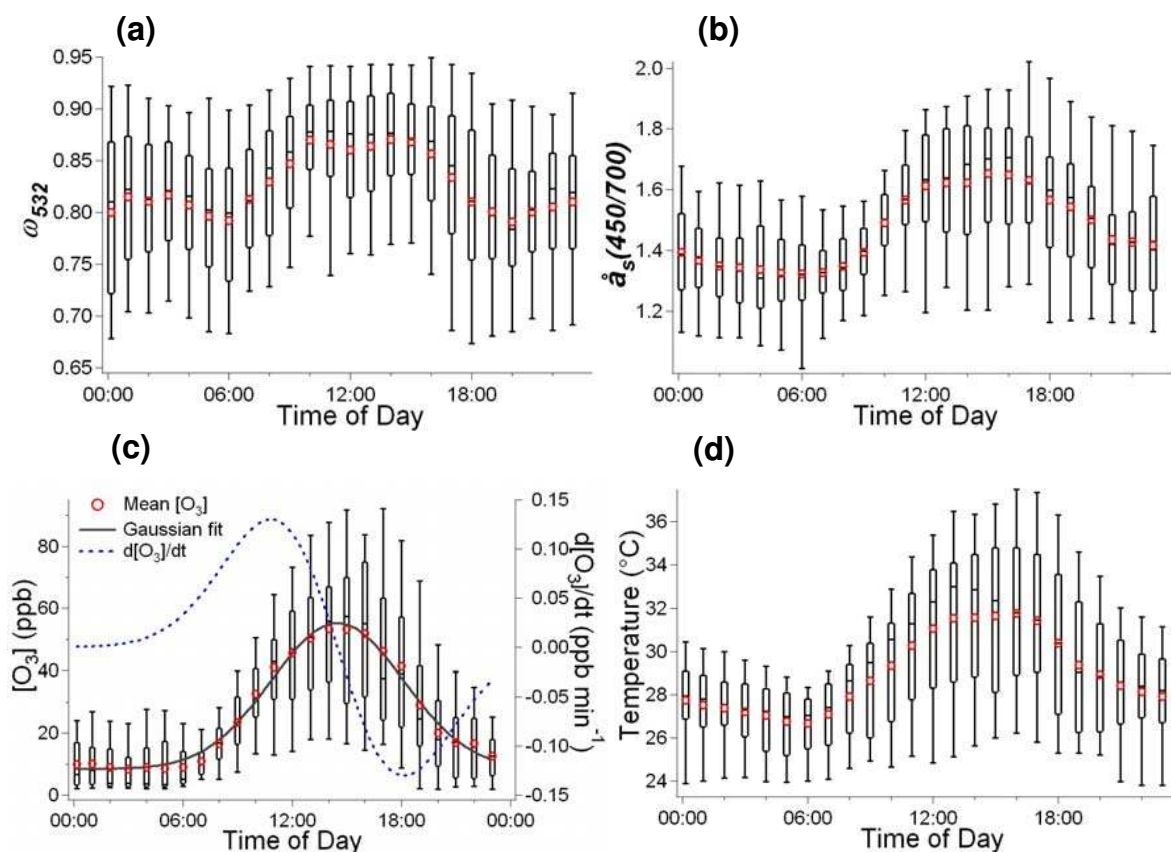 (a)
0.95
0.90
0.85
0.80
0.75
0.70
0.65
ω532
00:00 06:00 12:00 18:00
Time of Day
(b)
2.0
1.8
1.6
1.4
1.2
ås(450/700)
00:00 06:00 12:00 18:00
Time of Day
(c)
Mean [O3]
Gaussian fit
d[O3]/dt
80
60
40
20
0
[O3] (ppb)
0.15
0.10
0.05
0.00
-0.05
-0.10
-0.15
d[O3]/dt (ppb min-1)
00:00 06:00 12:00 18:00 00:00
Time of Day
(d)
36
34
32
30
28
26
24
Temperature (°C)
00:00 06:00 12:00 18:00
Time of Day